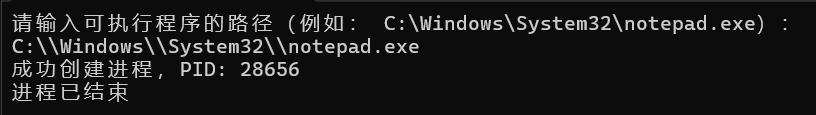 请输入可执行程序的路径（例如： C:\Windows\System32\notepad.exe）：
C:\\Windows\\System32\\notepad.exe
成功创建进程，PID: 28656
进程已结束